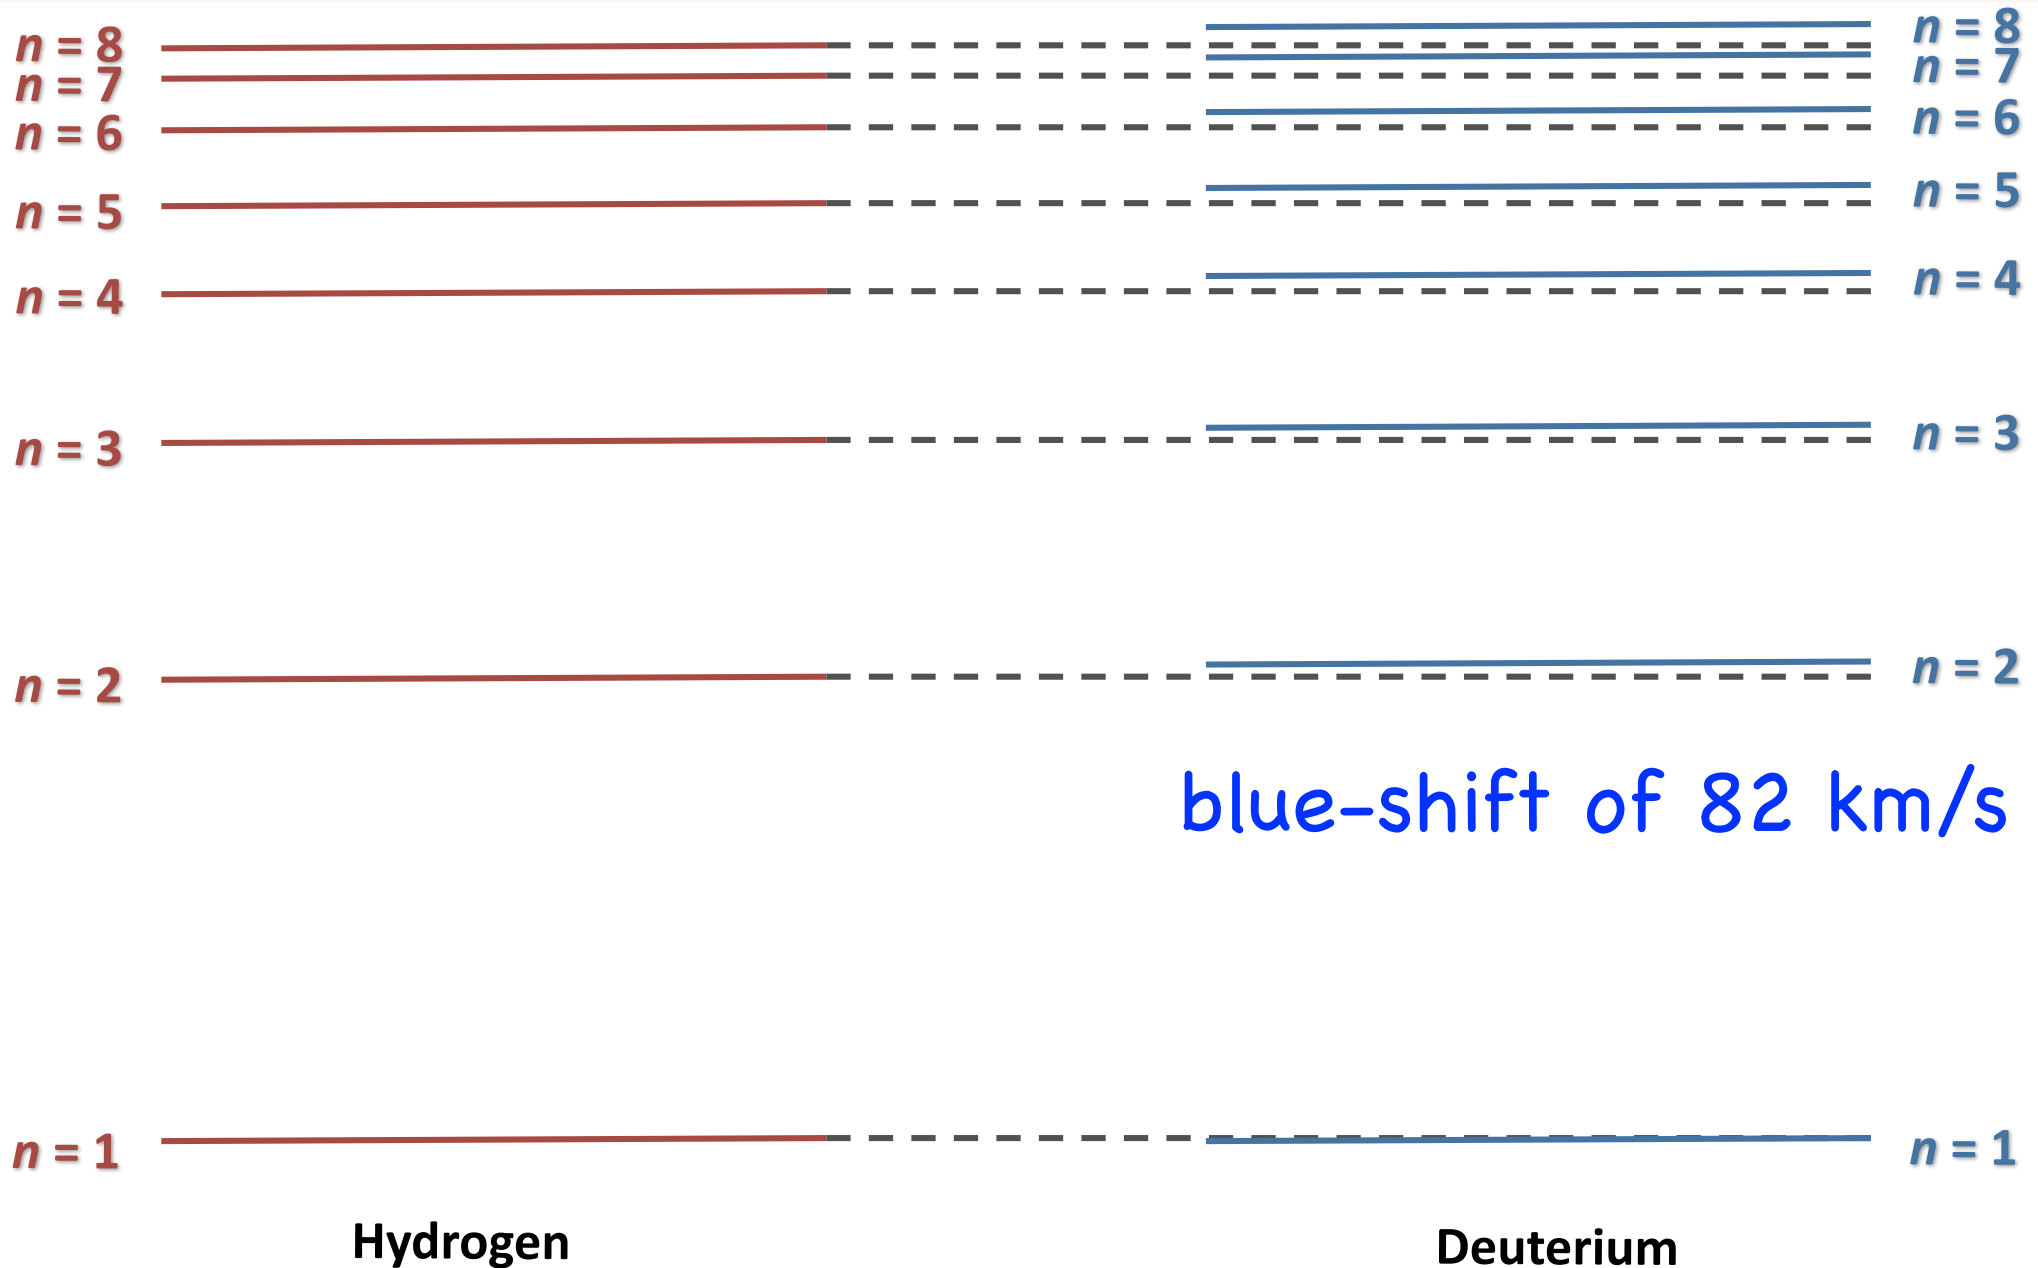 n = 8
n = 7
n = 6
n = 5
n = 4
n = 3
n = 2
n = 1
Hydrogen
n = 8
n = 7
n = 6
n = 5
n = 4
n = 3
n = 2
blue-shift of 82 km/s
n = 1
Deuterium